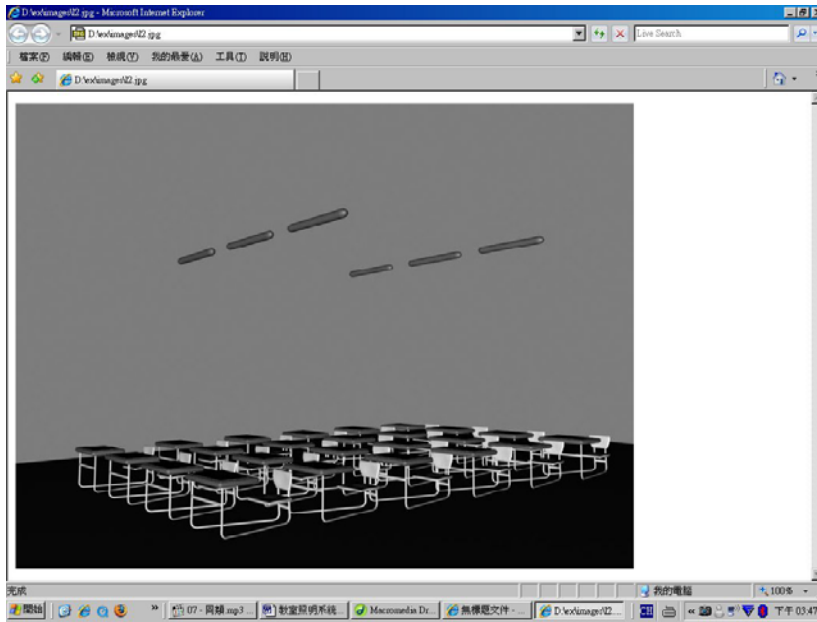 D:\ex\images\l2.jpg - Microsoft Internet Explorer
D:\ex\images\l2.jpg
Live Search
檔案(F) 編輯(E) 檢視(V) 我的最愛(A) 工具(T) 說明(H)
D:\ex\images\l2.jpg
完成 我的電腦 100%
開始 » 07 - 同類.mp3 ... 教室照明系統... Macromedia Dr... 無標題文件 - ... D:\ex\images\l2... CH « 下午 03:47